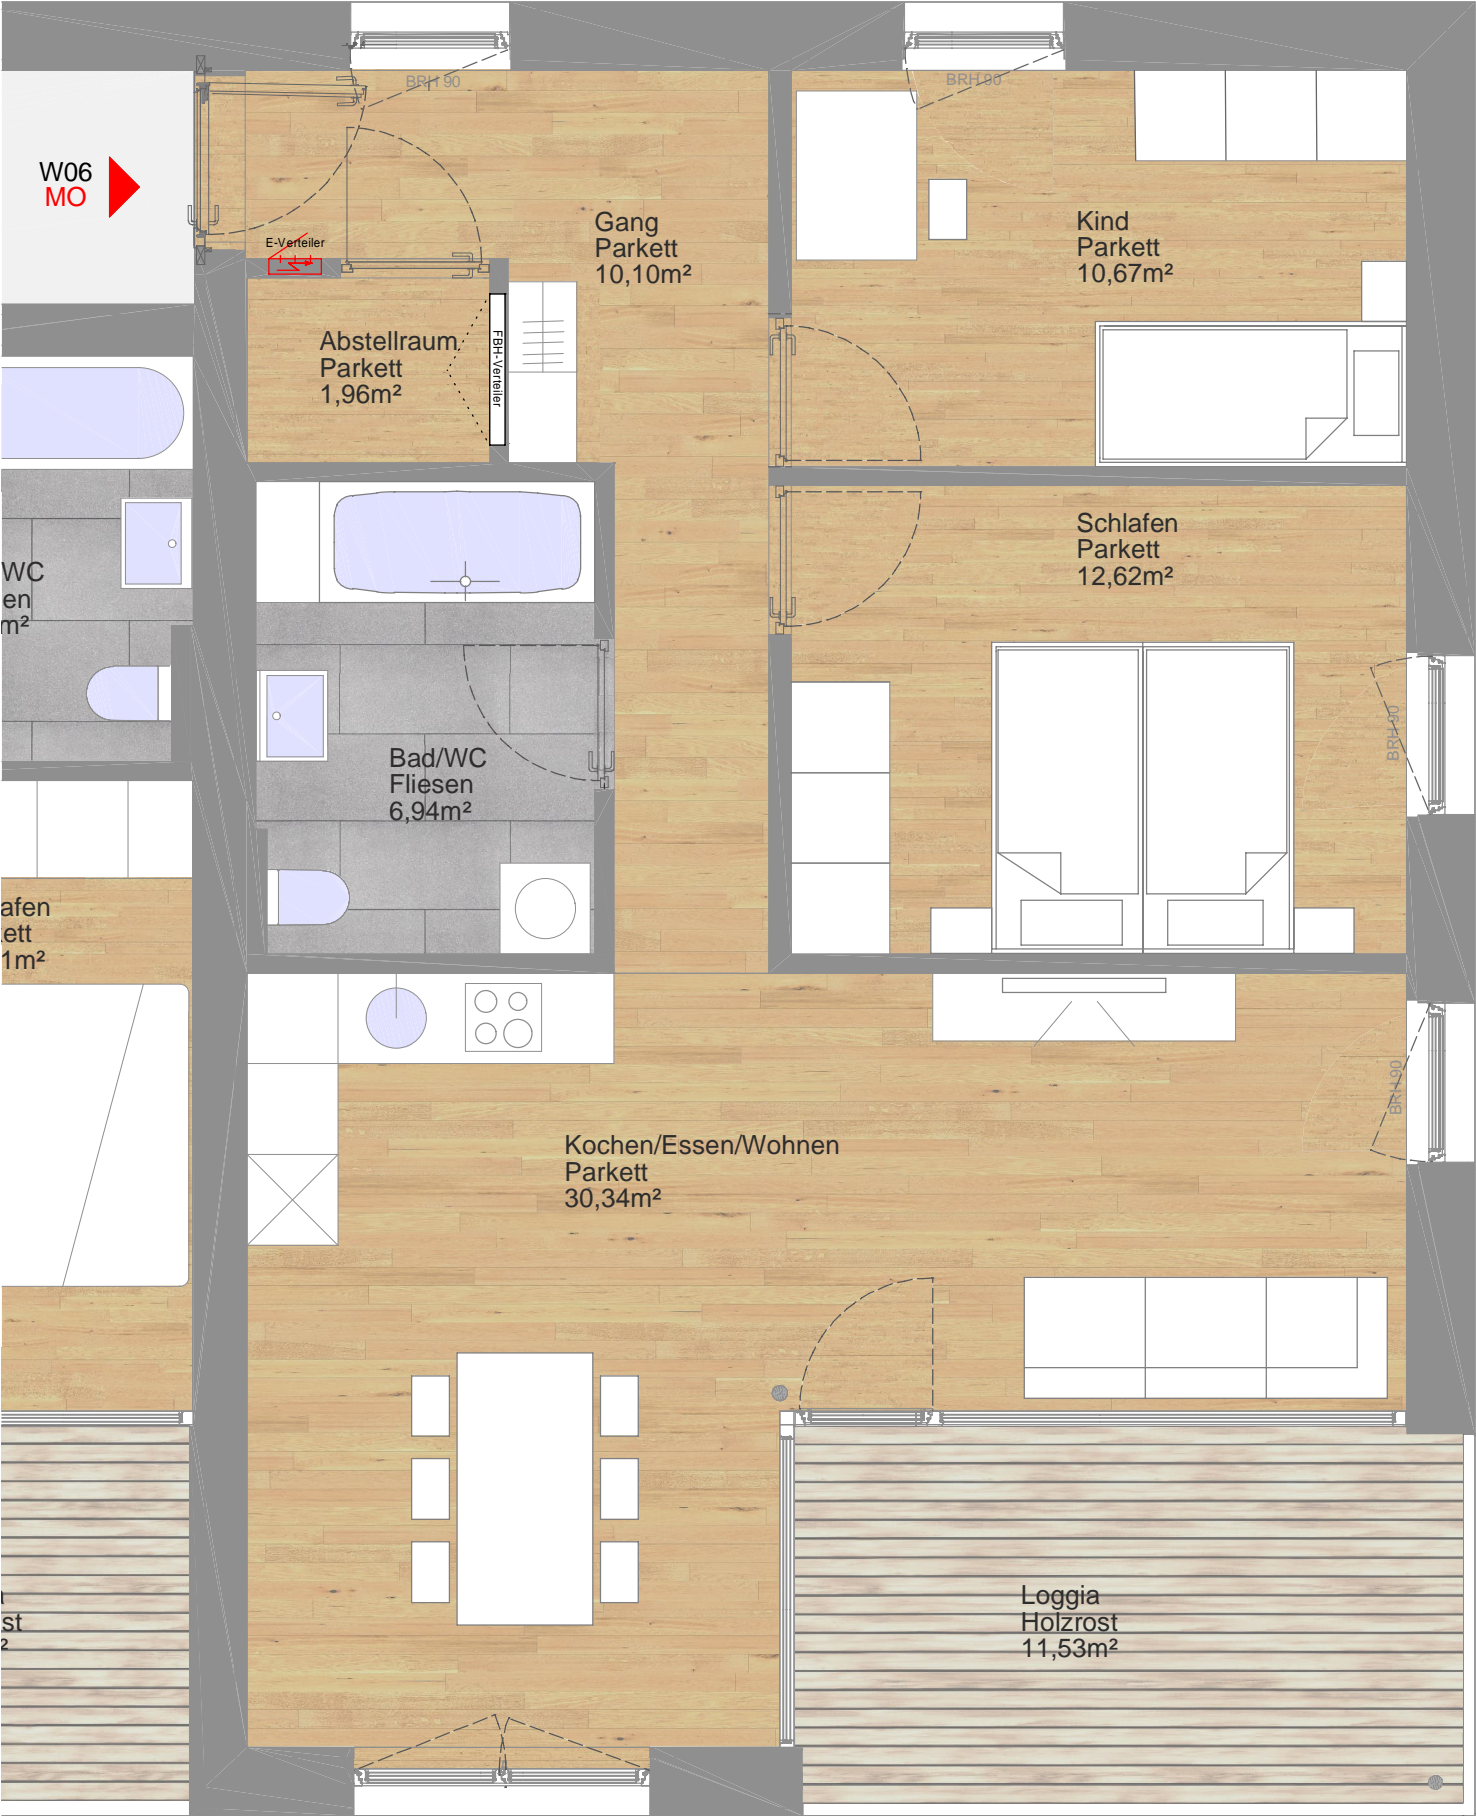 BRH 90
BRH 90
W06
MO
E-Verteiler
Gang
Parkett
10,10m²
Kind
Parkett
10,67m²
Abstellraum
Parkett
1,96m²
FBH-Verteiler
Schlafen
Parkett
12,62m²
WC
en
m²
BRH 90
Bad/WC
Fliesen
6,94m²
afen
ett
1m²
BRH 90
Kochen/Essen/Wohnen
Parkett
30,34m²
Loggia
Holzrost
11,53m²
a
st
²